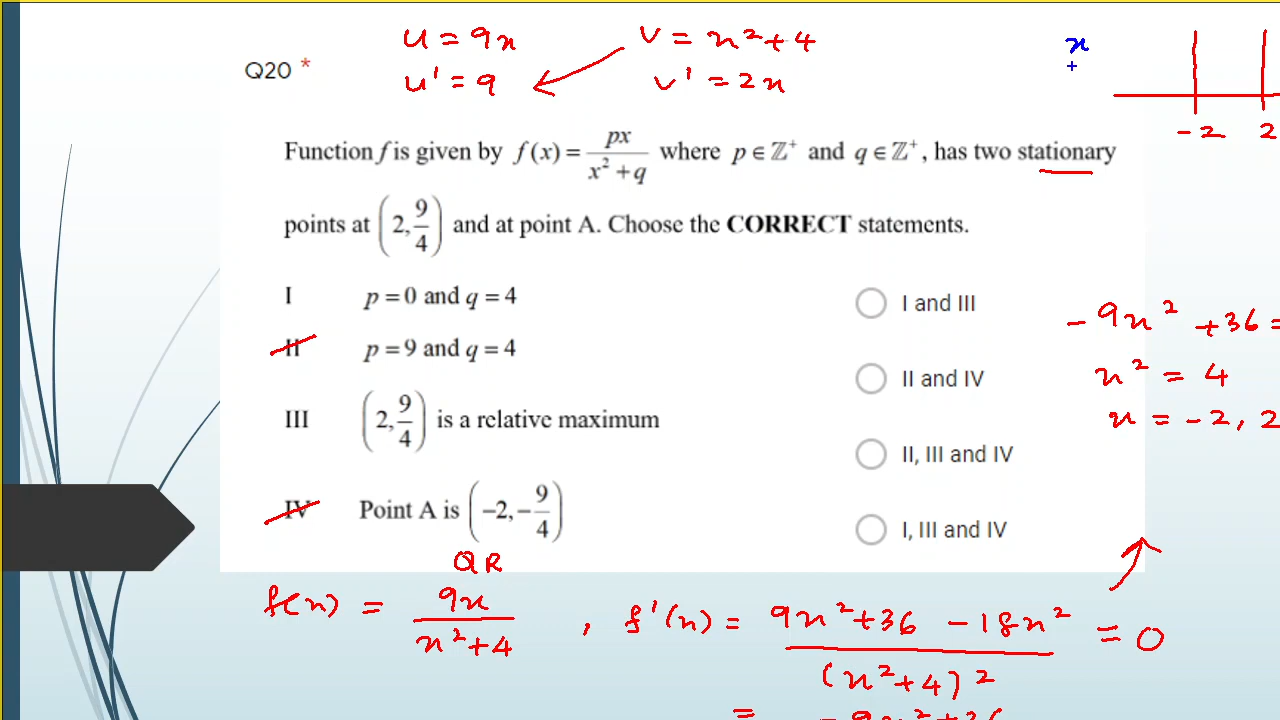 u = 9x
v = x² + 4
x
Q20 *
u' = 9
v' = 2x
-2 2
Function f is given by f(x) = px / (x² + q) where p ∈ ℤ⁺ and q ∈ ℤ⁺, has two stationary
points at (2, 9/4) and at point A. Choose the CORRECT statements.
I p = 0 and q = 4
I and III
II p = 9 and q = 4
-9x² + 36 =
II and IV
x² = 4
III (2, 9/4) is a relative maximum
x = -2, 2
II, III and IV
IV Point A is (-2, -9/4)
I, III and IV
QR
f(x) = 9x / (x² + 4) , f'(x) = (9x² + 36 - 18x²) / (x² + 4)² = 0
= -9x² + 36